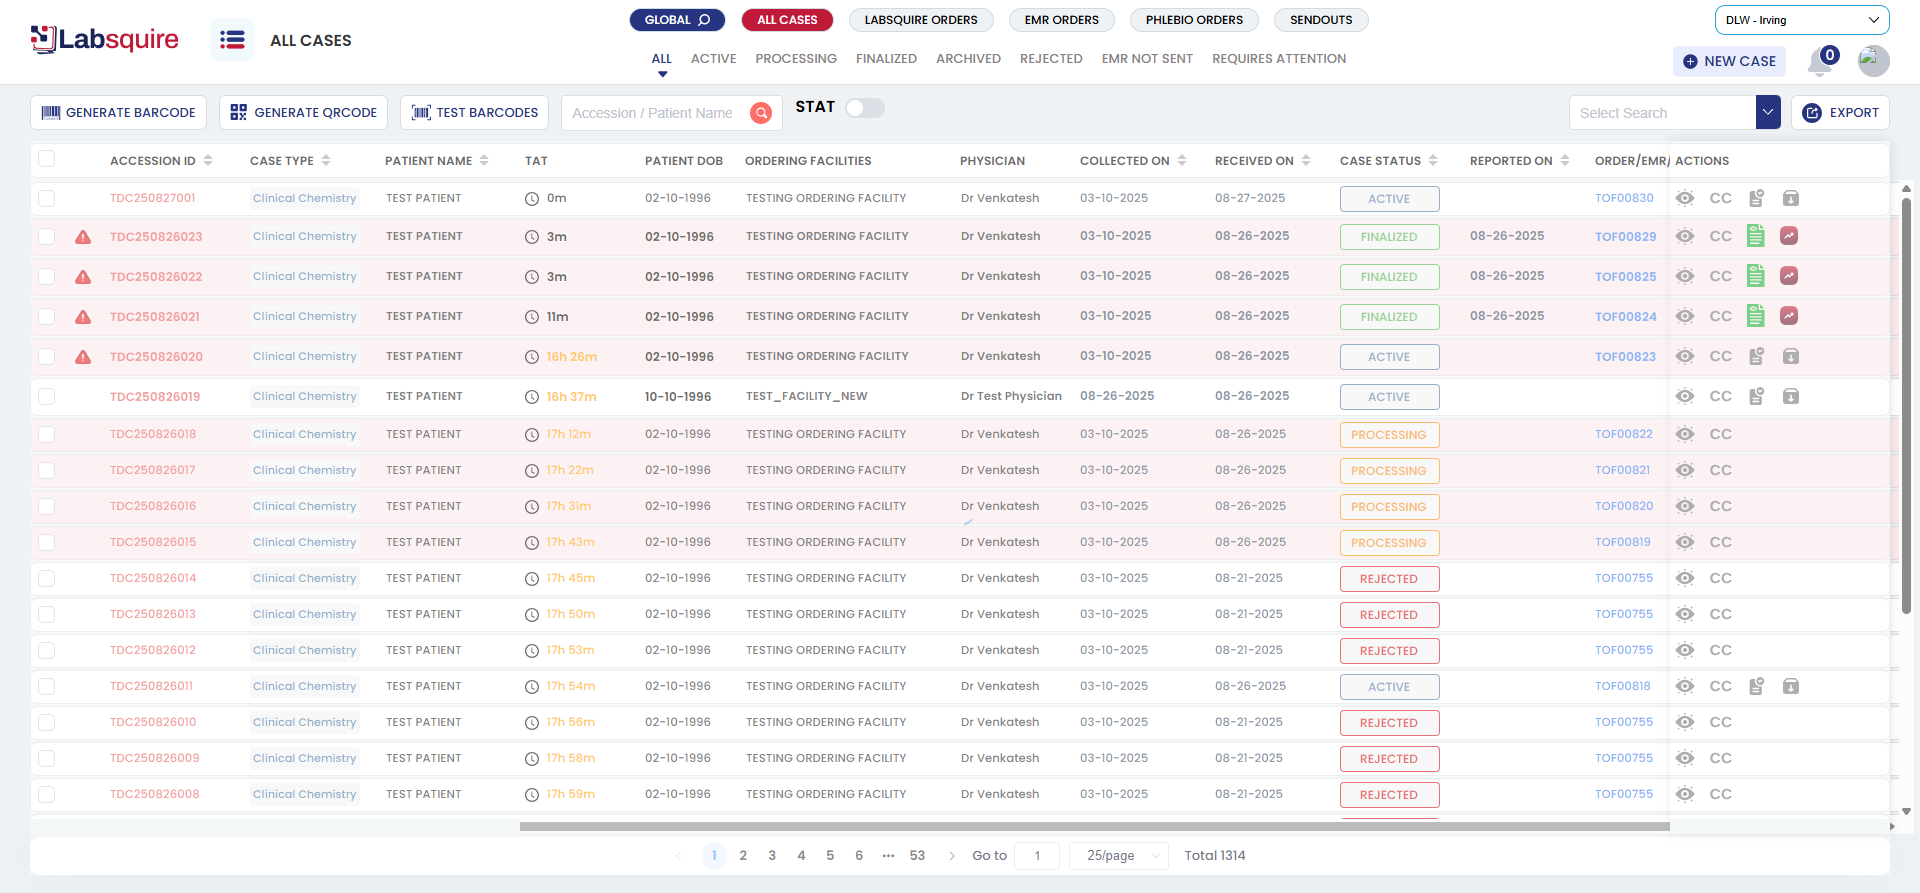 Labsquire
ALL CASES
GLOBAL ALL CASES LABSQUIRE ORDERS EMR ORDERS PHLEBIO ORDERS SENDOUTS
ALL ACTIVE PROCESSING FINALIZED ARCHIVED REJECTED EMR NOT SENT REQUIRES ATTENTION
DLW - Irving
NEW CASE 0
GENERATE BARCODE GENERATE QRCODE TEST BARCODES Accession / Patient Name STAT Select Search EXPORT
ACCESSION ID CASE TYPE PATIENT NAME TAT PATIENT DOB ORDERING FACILITIES PHYSICIAN COLLECTED ON RECEIVED ON CASE STATUS REPORTED ON ORDER/EMR/ ACTIONS
TDC250827001 Clinical Chemistry TEST PATIENT 0m 02-10-1996 TESTING ORDERING FACILITY Dr Venkatesh 03-10-2025 08-27-2025 ACTIVE TOF00830 CC
TDC250826023 Clinical Chemistry TEST PATIENT 3m 02-10-1996 TESTING ORDERING FACILITY Dr Venkatesh 03-10-2025 08-26-2025 FINALIZED 08-26-2025 TOF00829 CC
TDC250826022 Clinical Chemistry TEST PATIENT 3m 02-10-1996 TESTING ORDERING FACILITY Dr Venkatesh 03-10-2025 08-26-2025 FINALIZED 08-26-2025 TOF00825 CC
TDC250826021 Clinical Chemistry TEST PATIENT 11m 02-10-1996 TESTING ORDERING FACILITY Dr Venkatesh 03-10-2025 08-26-2025 FINALIZED 08-26-2025 TOF00824 CC
TDC250826020 Clinical Chemistry TEST PATIENT 16h 26m 02-10-1996 TESTING ORDERING FACILITY Dr Venkatesh 03-10-2025 08-26-2025 ACTIVE TOF00823 CC
TDC250826019 Clinical Chemistry TEST PATIENT 16h 37m 10-10-1996 TEST_FACILITY_NEW Dr Test Physician 08-26-2025 08-26-2025 ACTIVE CC
TDC250826018 Clinical Chemistry TEST PATIENT 17h 12m 02-10-1996 TESTING ORDERING FACILITY Dr Venkatesh 03-10-2025 08-26-2025 PROCESSING TOF00822 CC
TDC250826017 Clinical Chemistry TEST PATIENT 17h 22m 02-10-1996 TESTING ORDERING FACILITY Dr Venkatesh 03-10-2025 08-26-2025 PROCESSING TOF00821 CC
TDC250826016 Clinical Chemistry TEST PATIENT 17h 31m 02-10-1996 TESTING ORDERING FACILITY Dr Venkatesh 03-10-2025 08-26-2025 PROCESSING TOF00820 CC
TDC250826015 Clinical Chemistry TEST PATIENT 17h 43m 02-10-1996 TESTING ORDERING FACILITY Dr Venkatesh 03-10-2025 08-26-2025 PROCESSING TOF00819 CC
TDC250826014 Clinical Chemistry TEST PATIENT 17h 45m 02-10-1996 TESTING ORDERING FACILITY Dr Venkatesh 03-10-2025 08-21-2025 REJECTED TOF00755 CC
TDC250826013 Clinical Chemistry TEST PATIENT 17h 50m 02-10-1996 TESTING ORDERING FACILITY Dr Venkatesh 03-10-2025 08-21-2025 REJECTED TOF00755 CC
TDC250826012 Clinical Chemistry TEST PATIENT 17h 53m 02-10-1996 TESTING ORDERING FACILITY Dr Venkatesh 03-10-2025 08-21-2025 REJECTED TOF00755 CC
TDC250826011 Clinical Chemistry TEST PATIENT 17h 54m 02-10-1996 TESTING ORDERING FACILITY Dr Venkatesh 03-10-2025 08-26-2025 ACTIVE TOF00818 CC
TDC250826010 Clinical Chemistry TEST PATIENT 17h 56m 02-10-1996 TESTING ORDERING FACILITY Dr Venkatesh 03-10-2025 08-21-2025 REJECTED TOF00755 CC
TDC250826009 Clinical Chemistry TEST PATIENT 17h 58m 02-10-1996 TESTING ORDERING FACILITY Dr Venkatesh 03-10-2025 08-21-2025 REJECTED TOF00755 CC
TDC250826008 Clinical Chemistry TEST PATIENT 17h 59m 02-10-1996 TESTING ORDERING FACILITY Dr Venkatesh 03-10-2025 08-21-2025 REJECTED TOF00755 CC
1 2 3 4 5 6 ••• 53 Go to 1 25/page Total 1314